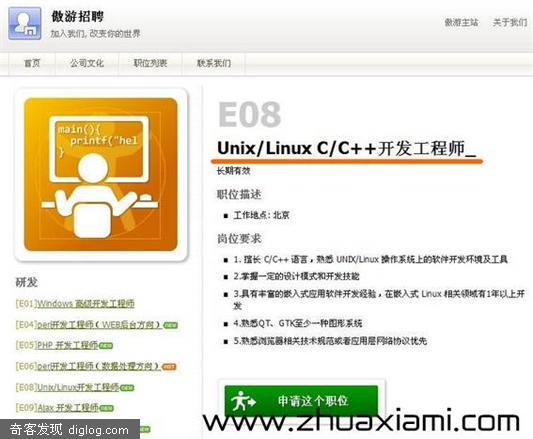 傲游招聘
加入我们, 改变你的世界
傲游主站 关于我们
首页 公司文化 职位列表 联系我们
main(){
printf("hel
}
E08
Unix/Linux C/C++开发工程师_
长期有效
职位描述
工作地点: 北京
岗位要求
1. 擅长 C/C++ 语言, 熟悉 UNIX/Linux 操作系统上的软件开发环境及工具
2.掌握一定的设计模式和开发技能
3.具有丰富的嵌入式应用软件开发经验, 在嵌入式 Linux 相关领域有1年以上开
发
4.熟悉QT、GTK至少一种图形系统
5.熟悉浏览器相关技术规范或者应用层网络协议优先
申请这个职位
研发
[E01]Windows 高级开发工程师
[E04]perl开发工程师 ( WEB后台方向 )
[E05]PHP 开发工程师
[E06]perl开发工程师 ( 数据处理方向 )
[E08]Unix/Linux开发工程师
[E09]Ajax 开发工程师
奇客发现 diglog.com
www.zhuaxiami.com